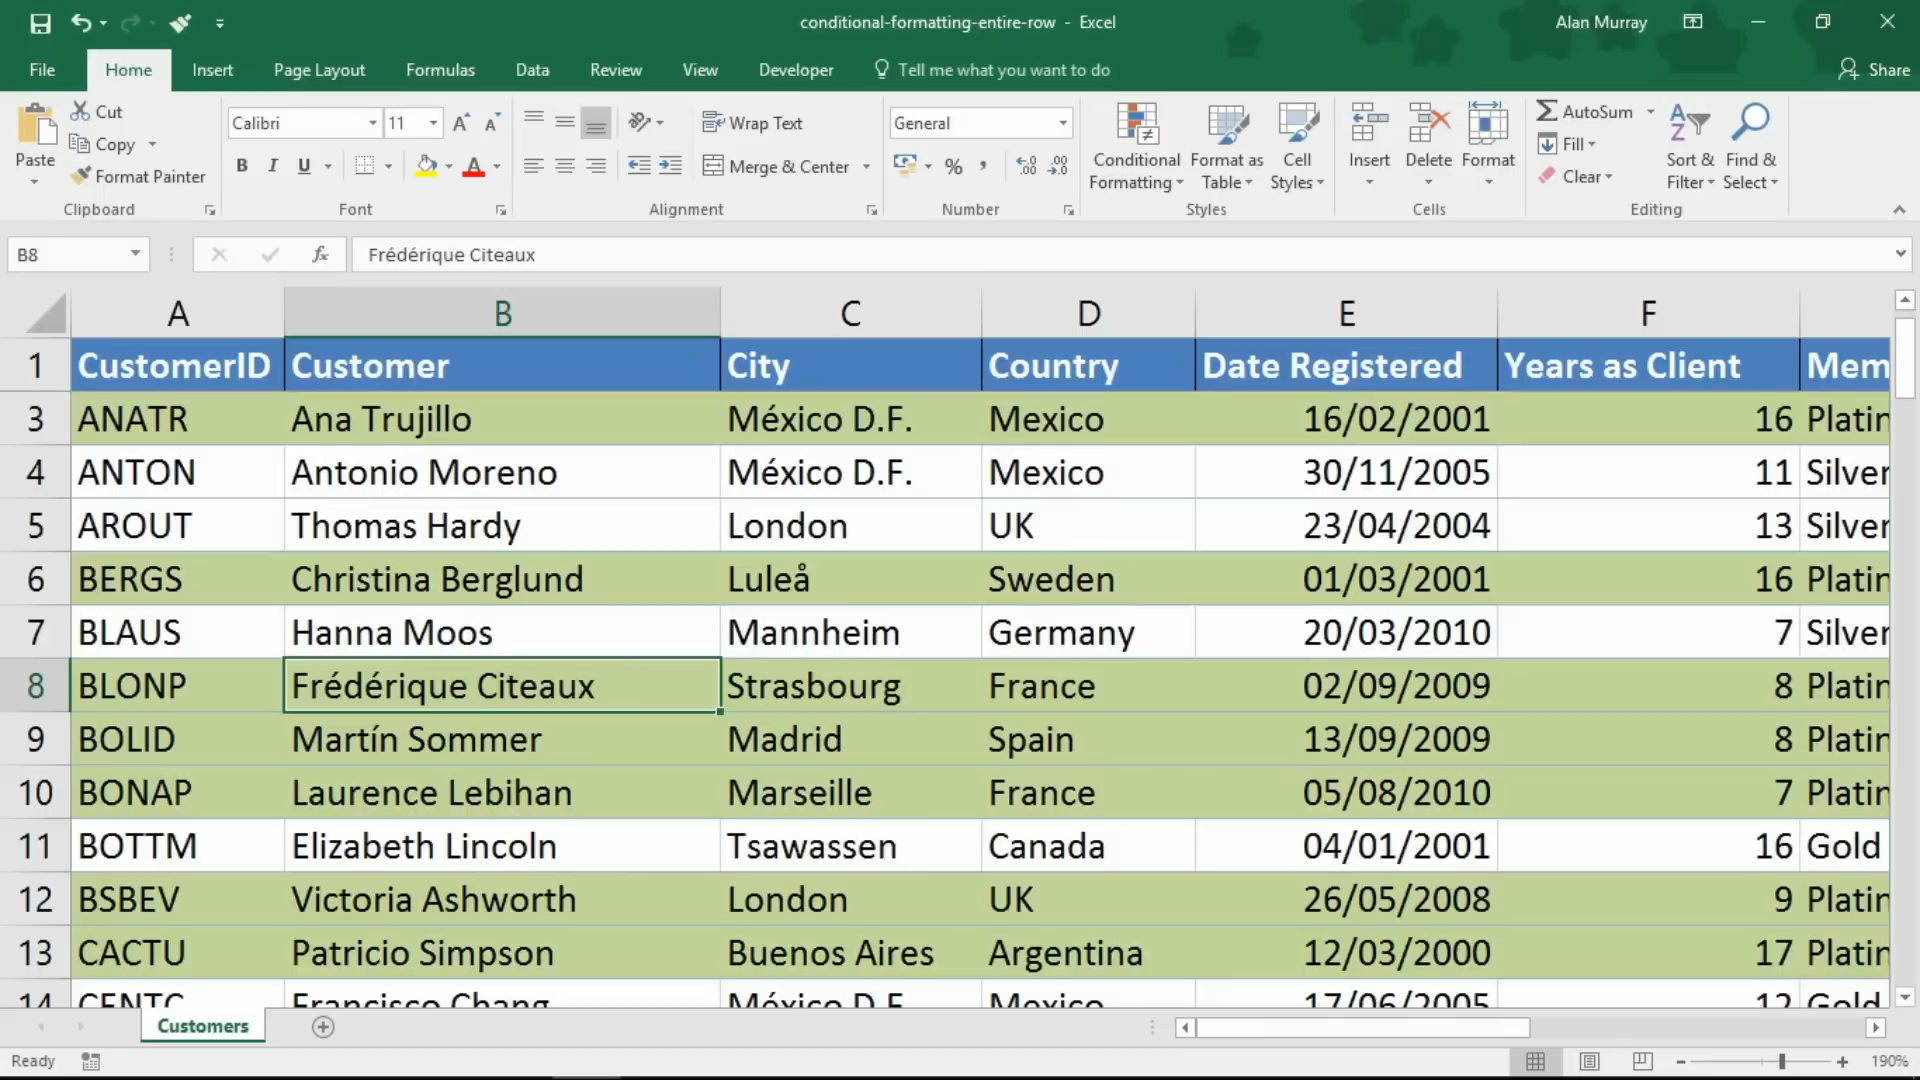 conditional-formatting-entire-row - Excel
Alan Murray
File Home Insert Page Layout Formulas Data Review View Developer Tell me what you want to do Share
Paste
Cut
Copy
Format Painter
Clipboard
Calibri 11
B I U A
Font
Wrap Text
Merge & Center
Alignment
General
%
Number
Conditional Formatting
Format as Table
Cell Styles
Styles
Insert Delete Format
Cells
AutoSum
Fill
Clear
Sort & Filter
Find & Select
Editing
B8 fx Frédérique Citeaux
A B C D E F
1 CustomerID Customer City Country Date Registered Years as Client Mem
3 ANATR Ana Trujillo México D.F. Mexico 16/02/2001 16 Platin
4 ANTON Antonio Moreno México D.F. Mexico 30/11/2005 11 Silver
5 AROUT Thomas Hardy London UK 23/04/2004 13 Silver
6 BERGS Christina Berglund Luleå Sweden 01/03/2001 16 Platin
7 BLAUS Hanna Moos Mannheim Germany 20/03/2010 7 Silver
8 BLONP Frédérique Citeaux Strasbourg France 02/09/2009 8 Platin
9 BOLID Martín Sommer Madrid Spain 13/09/2009 8 Platin
10 BONAP Laurence Lebihan Marseille France 05/08/2010 7 Platin
11 BOTTM Elizabeth Lincoln Tsawassen Canada 04/01/2001 16 Gold
12 BSBEV Victoria Ashworth London UK 26/05/2008 9 Platin
13 CACTU Patricio Simpson Buenos Aires Argentina 12/03/2000 17 Platin
14 CENTC Francisco Chang México D.F. Mexico 17/06/2005 12 Gold
Customers
Ready
190%